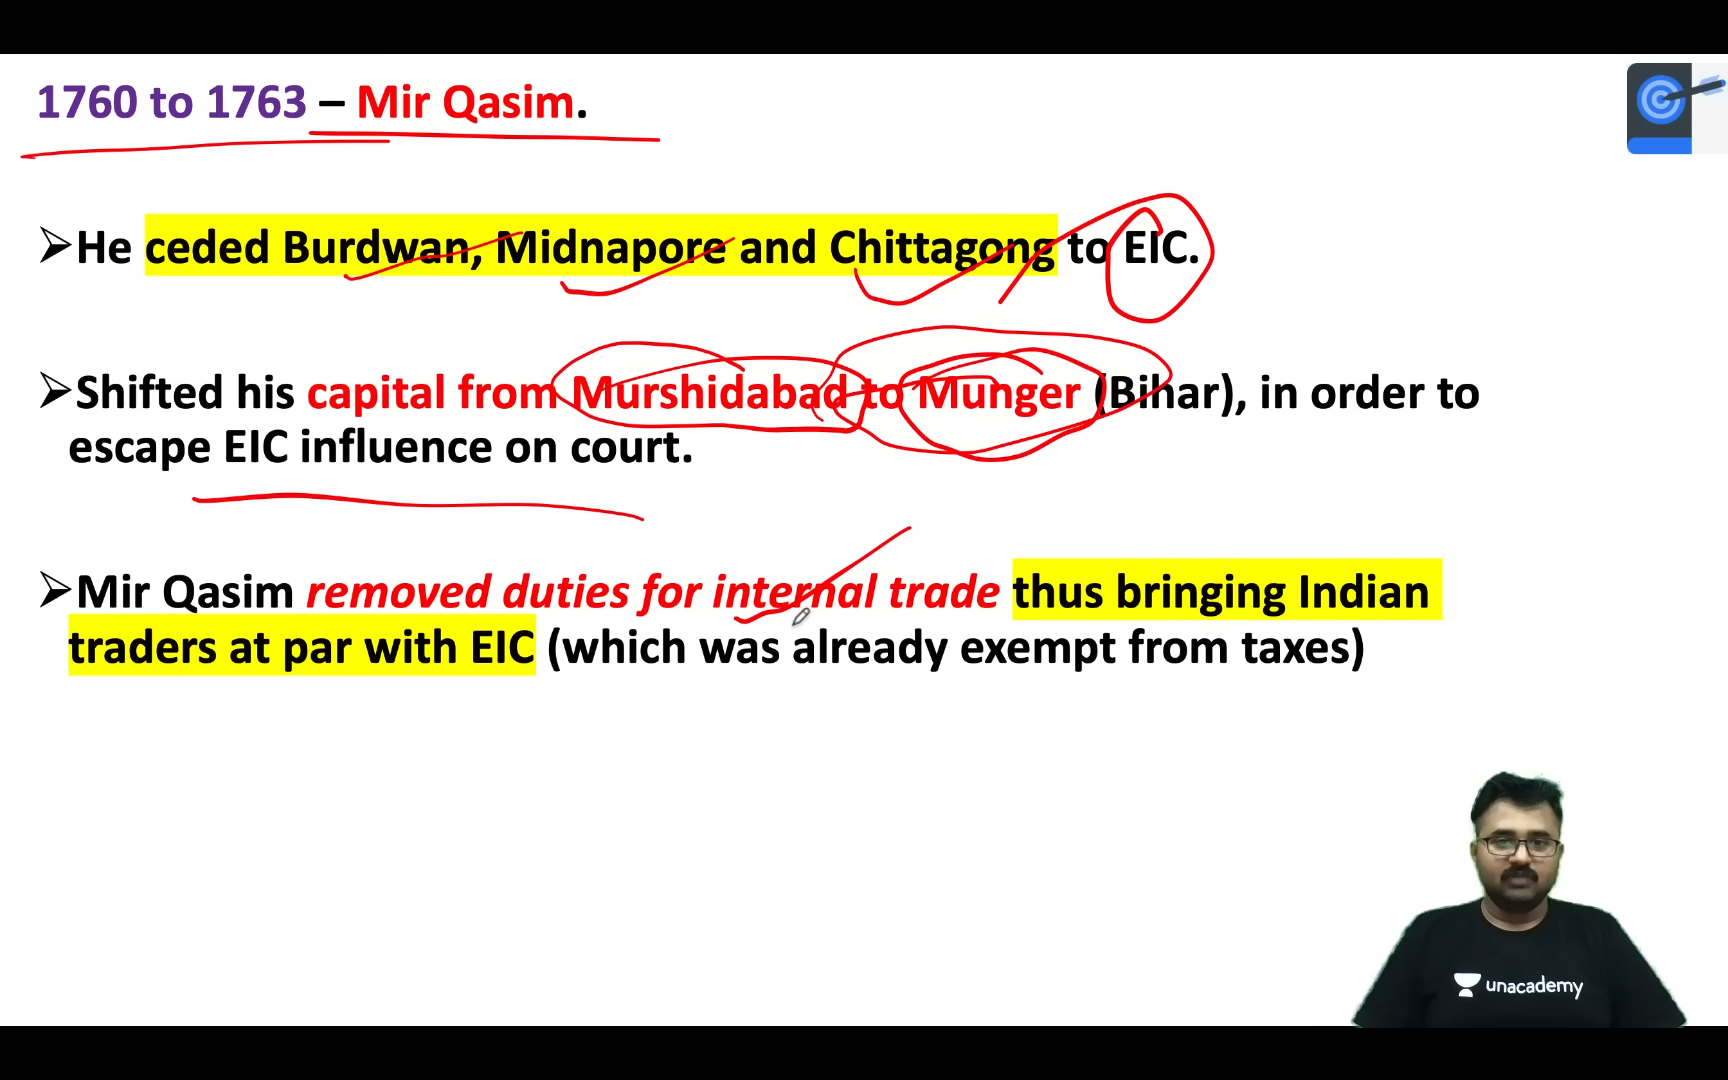 1760 to 1763 – Mir Qasim.
➢He ceded Burdwan, Midnapore and Chittagong to EIC.
➢Shifted his capital from Murshidabad to Munger (Bihar), in order to
escape EIC influence on court.
➢Mir Qasim removed duties for internal trade thus bringing Indian
traders at par with EIC (which was already exempt from taxes)
unacademy